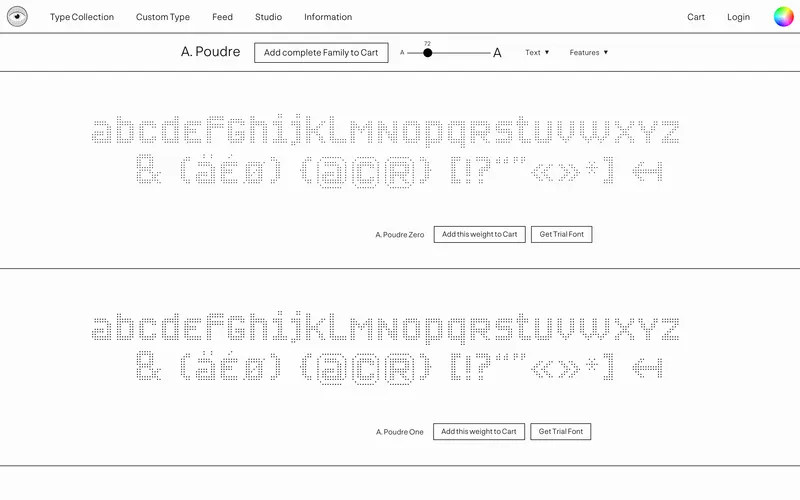 Type Collection Custom Type Feed Studio Information Cart Login
A. Poudre Add complete Family to Cart A 72 A Text ▼ Features ▼
abcdefghijklmnopqrstuvwxyz
& (äÉø) (@©®) [!?“”«»*] ↵
A. Poudre Zero Add this weight to Cart Get Trial Font
abcdefghijklmnopqrstuvwxyz
& (äÉø) (@©®) [!?“”«»*] ↵
A. Poudre One Add this weight to Cart Get Trial Font